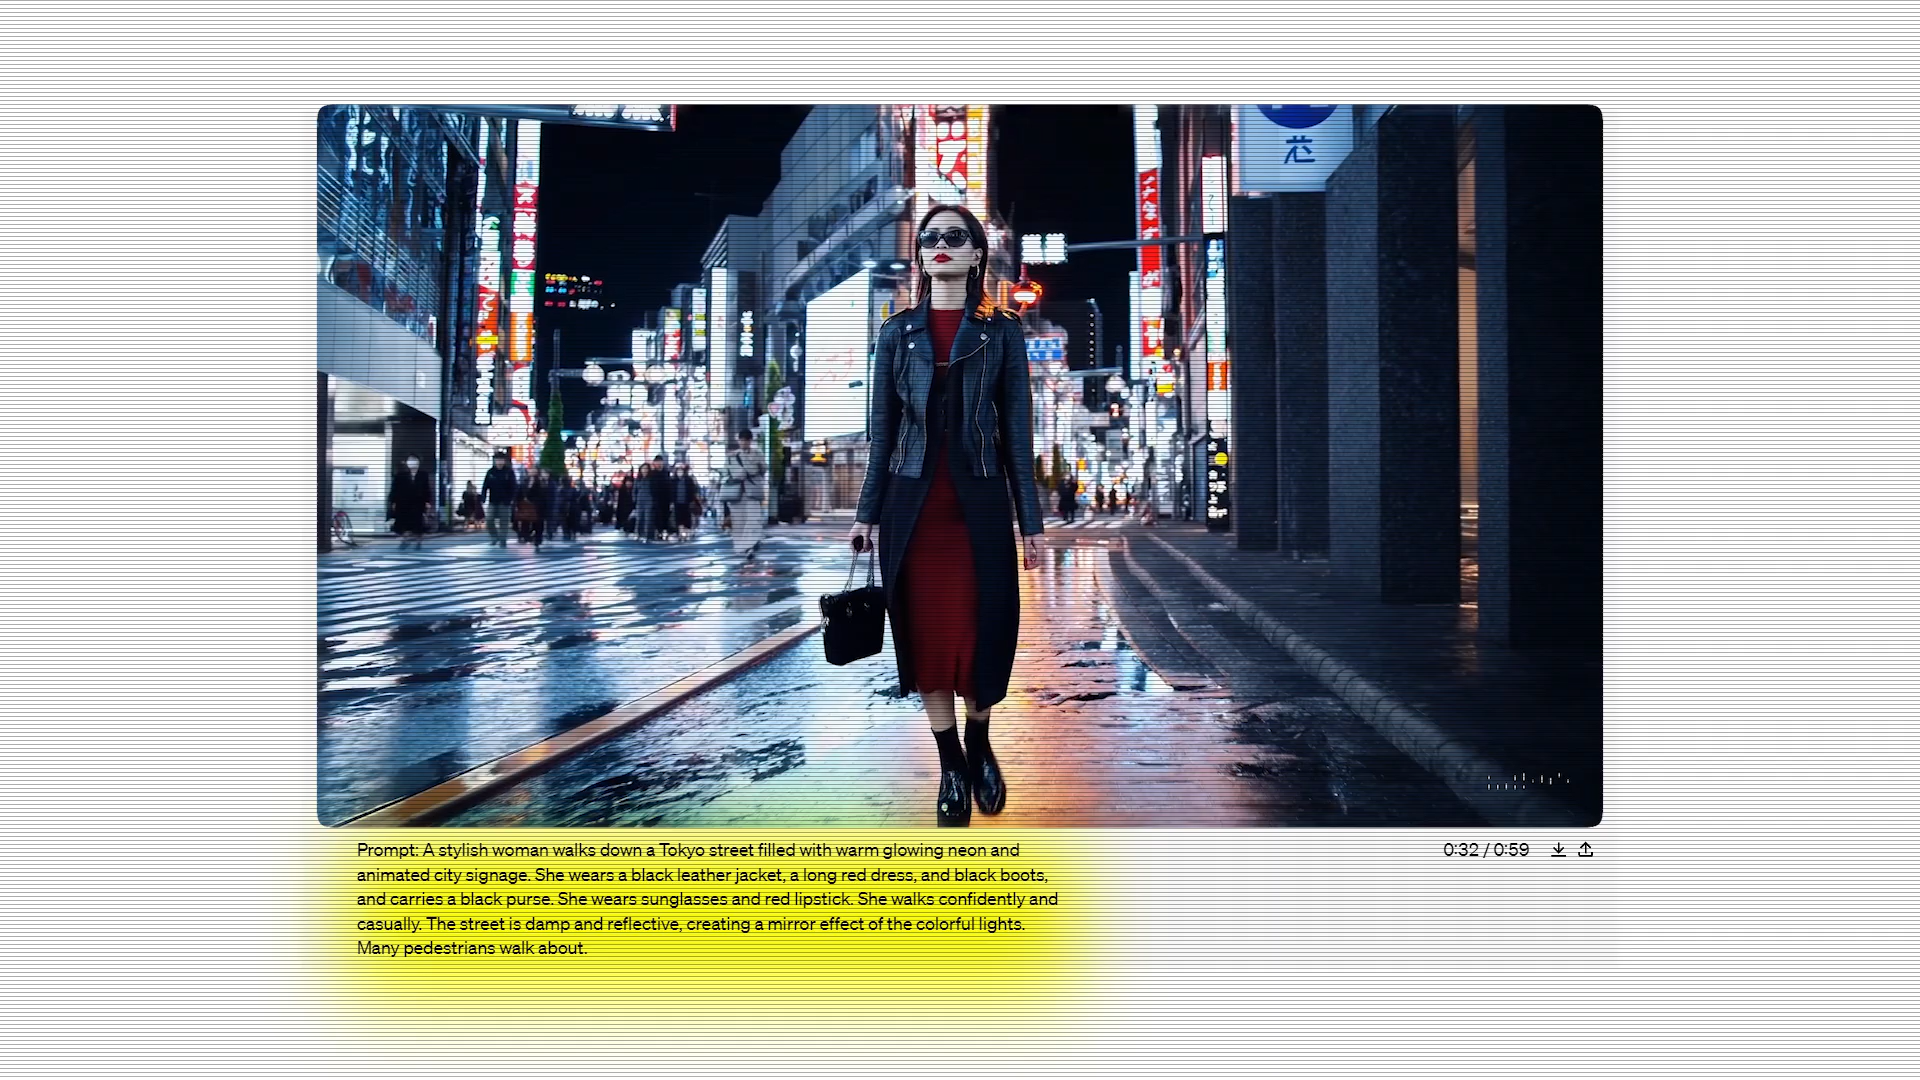 Prompt: A stylish woman walks down a Tokyo street filled with warm glowing neon and
animated city signage. She wears a black leather jacket, a long red dress, and black boots,
and carries a black purse. She wears sunglasses and red lipstick. She walks confidently and
casually. The street is damp and reflective, creating a mirror effect of the colorful lights.
Many pedestrians walk about.
0:32 / 0:59